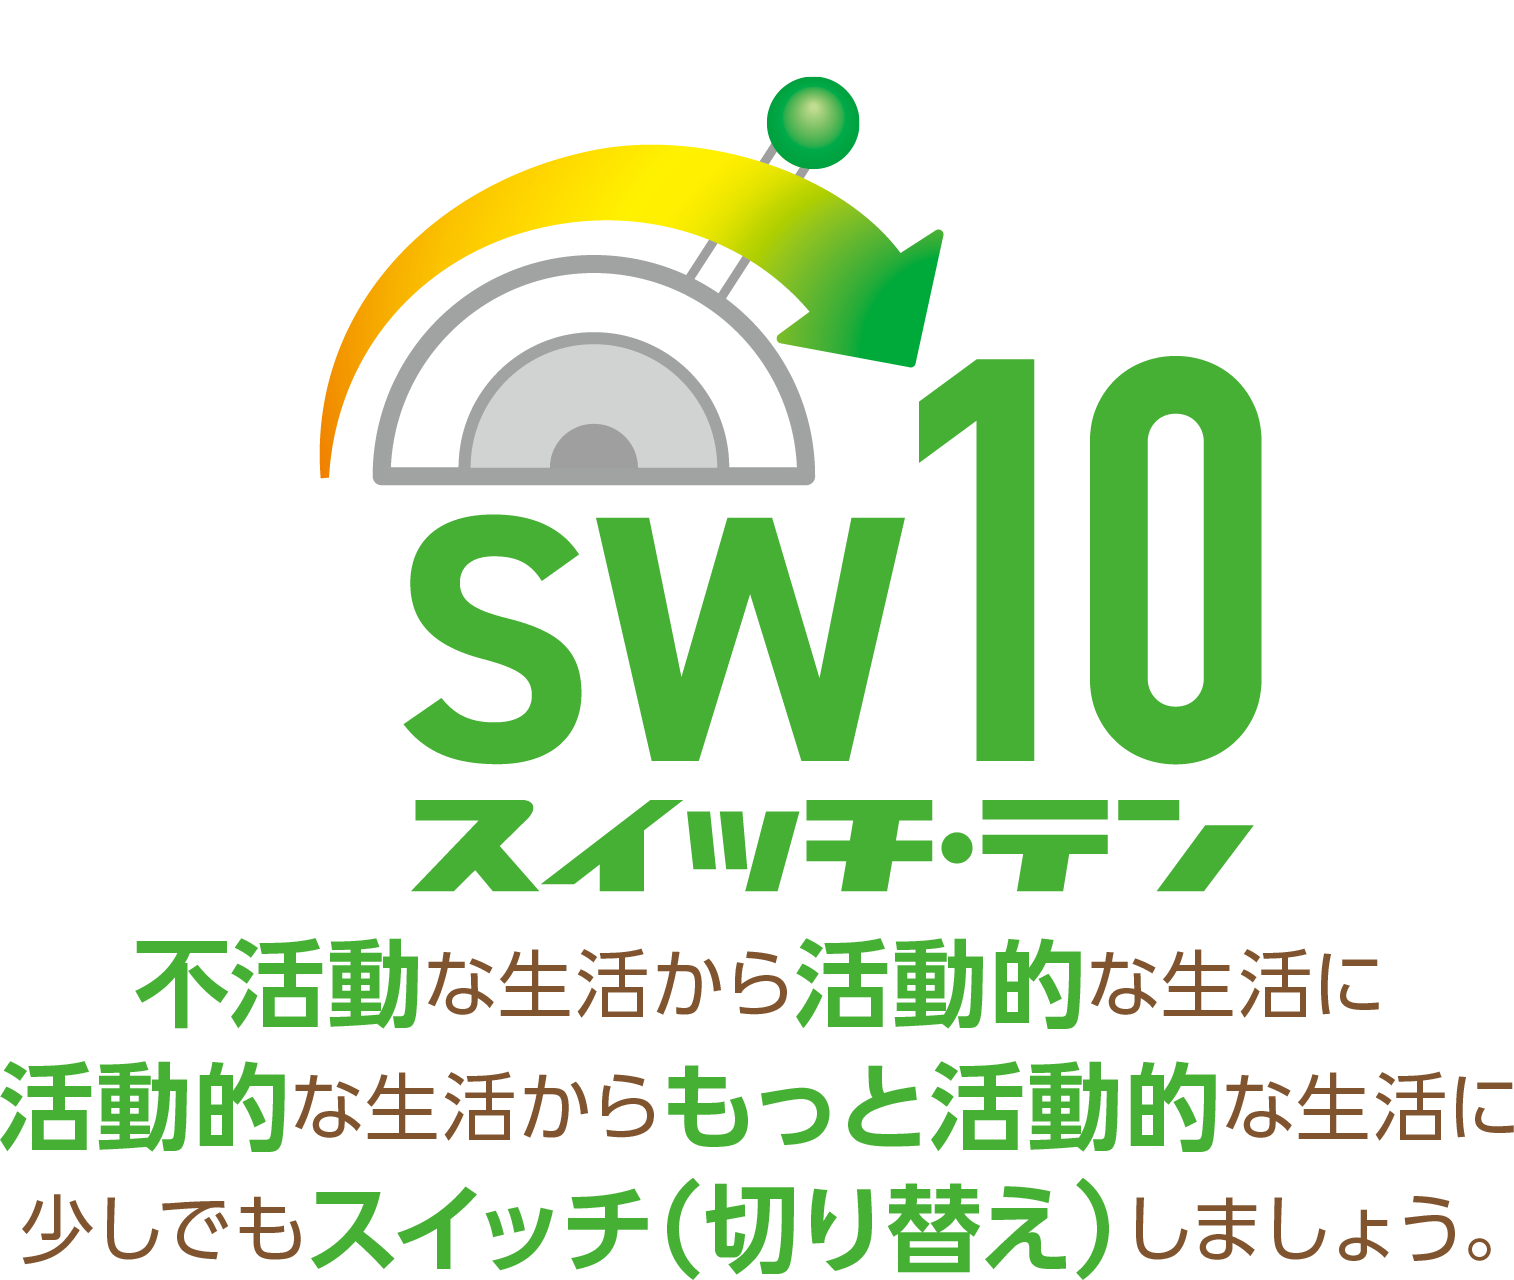 SW10
スイッチ・テン
不活動な生活から活動的な生活に
活動的な生活からもっと活動的な生活に
少しでもスイッチ(切り替え)しましょう。